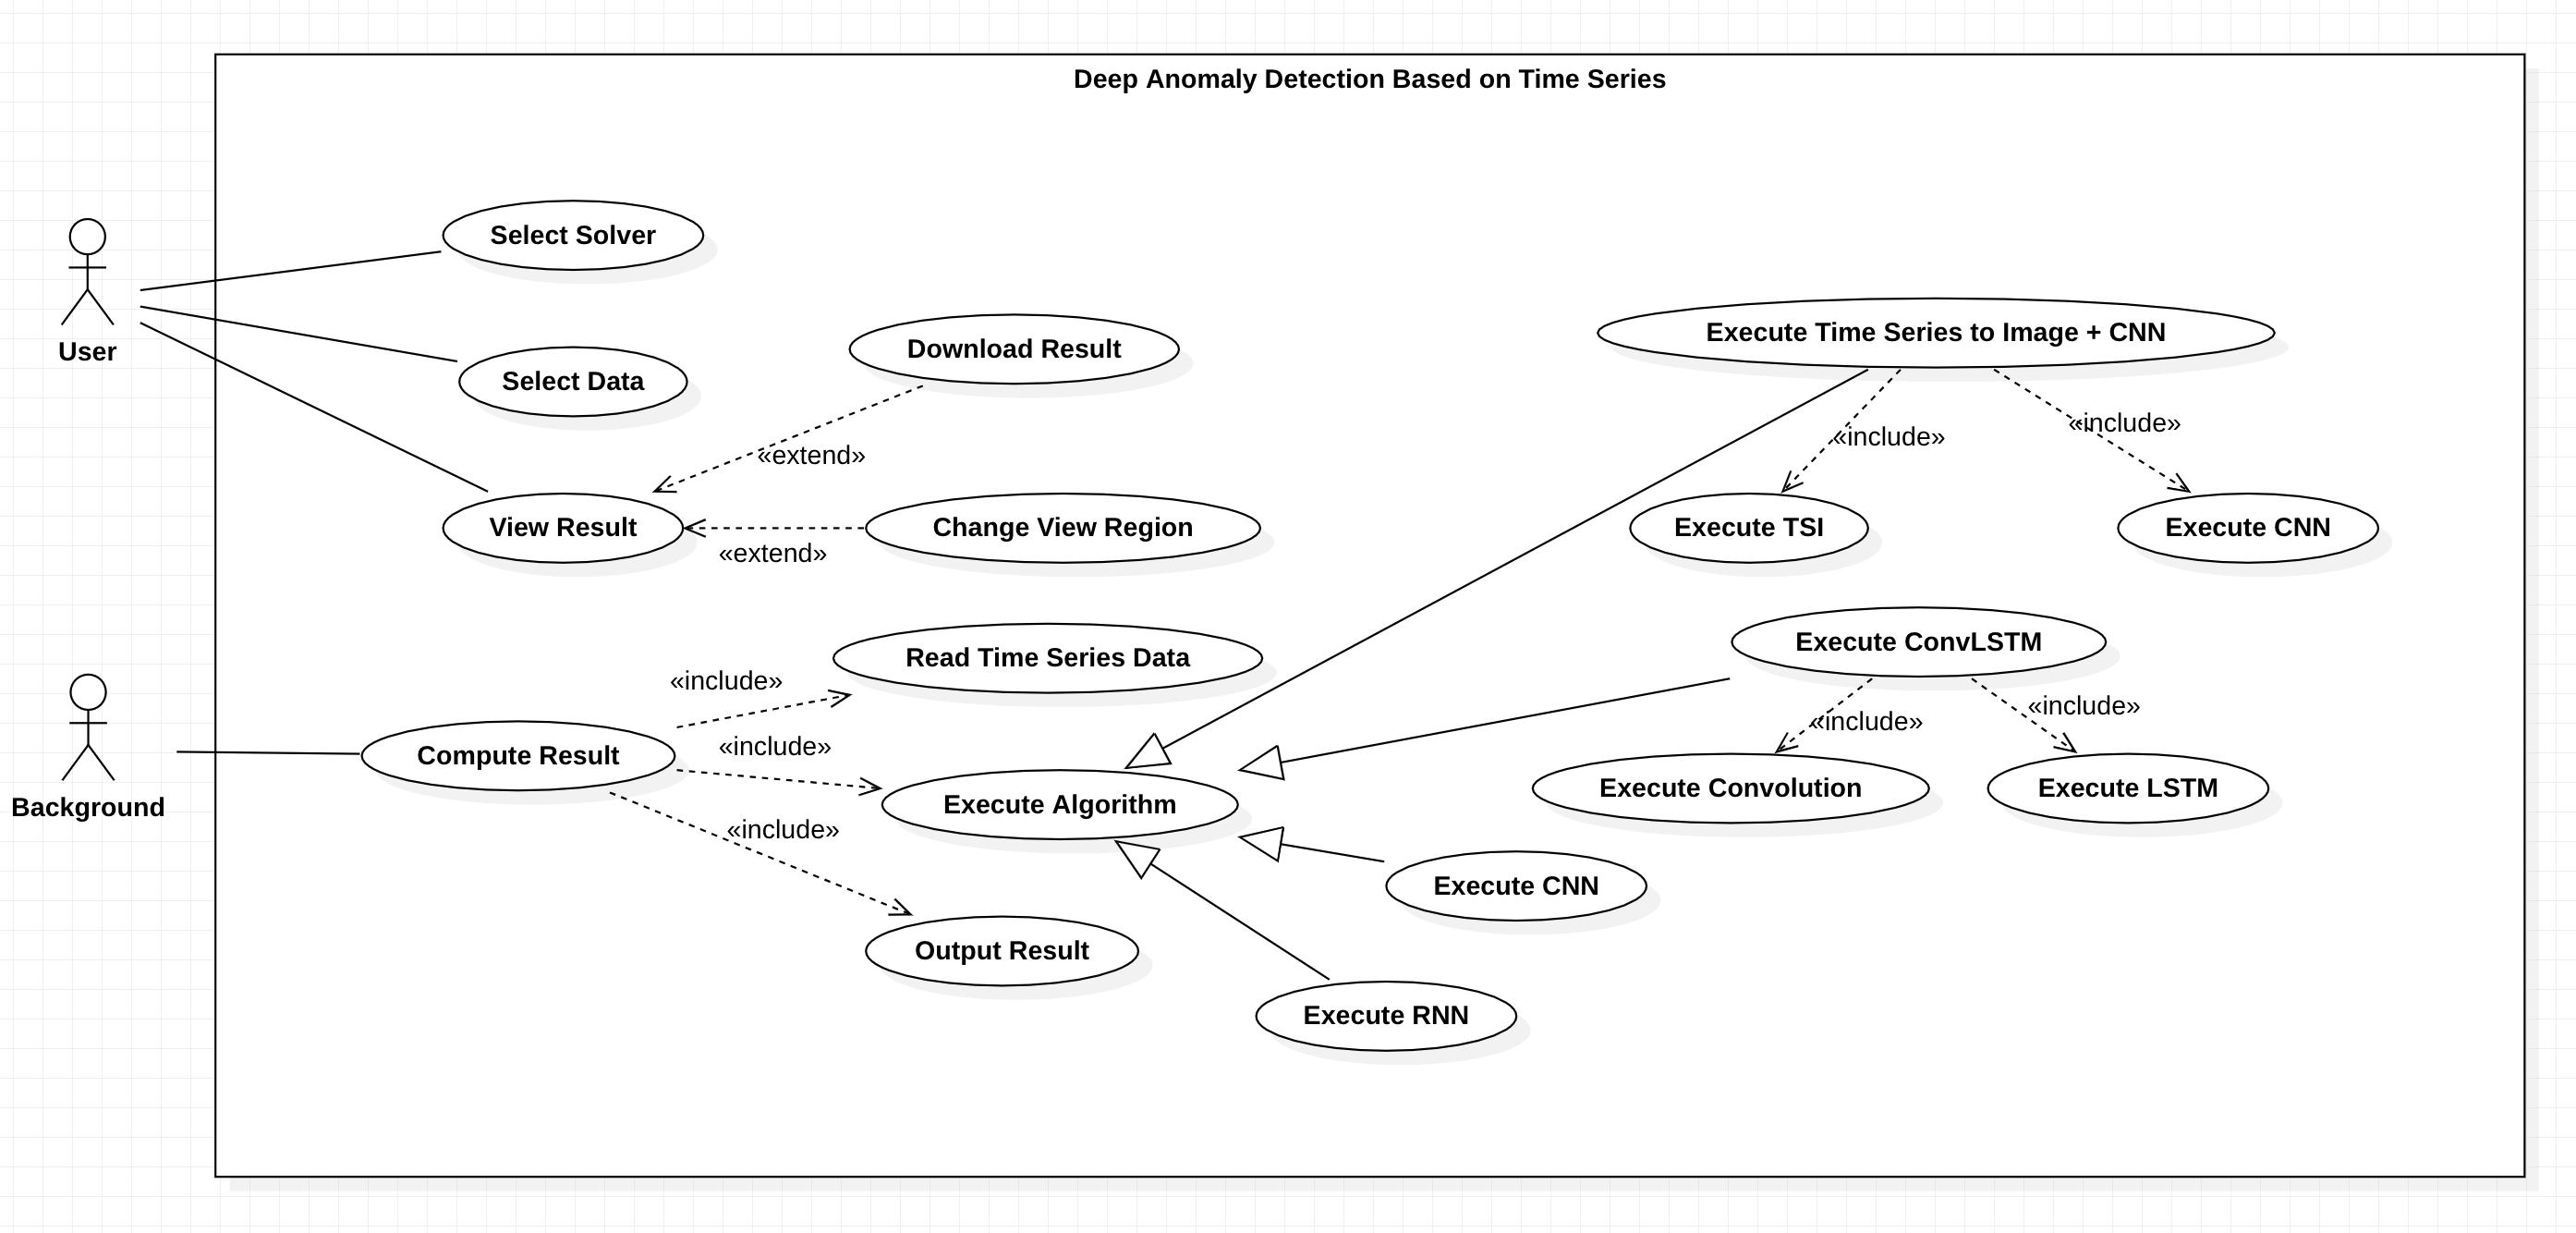 Deep Anomaly Detection Based on Time Series
Select Solver
User
Select Data
Download Result
«extend»
View Result
Change View Region
«extend»
Execute Time Series to Image + CNN
«include»
«include»
Execute TSI
Execute CNN
Background
Compute Result
«include»
Read Time Series Data
«include»
Execute Algorithm
«include»
Output Result
Execute ConvLSTM
«include»
«include»
Execute Convolution
Execute LSTM
Execute CNN
Execute RNN